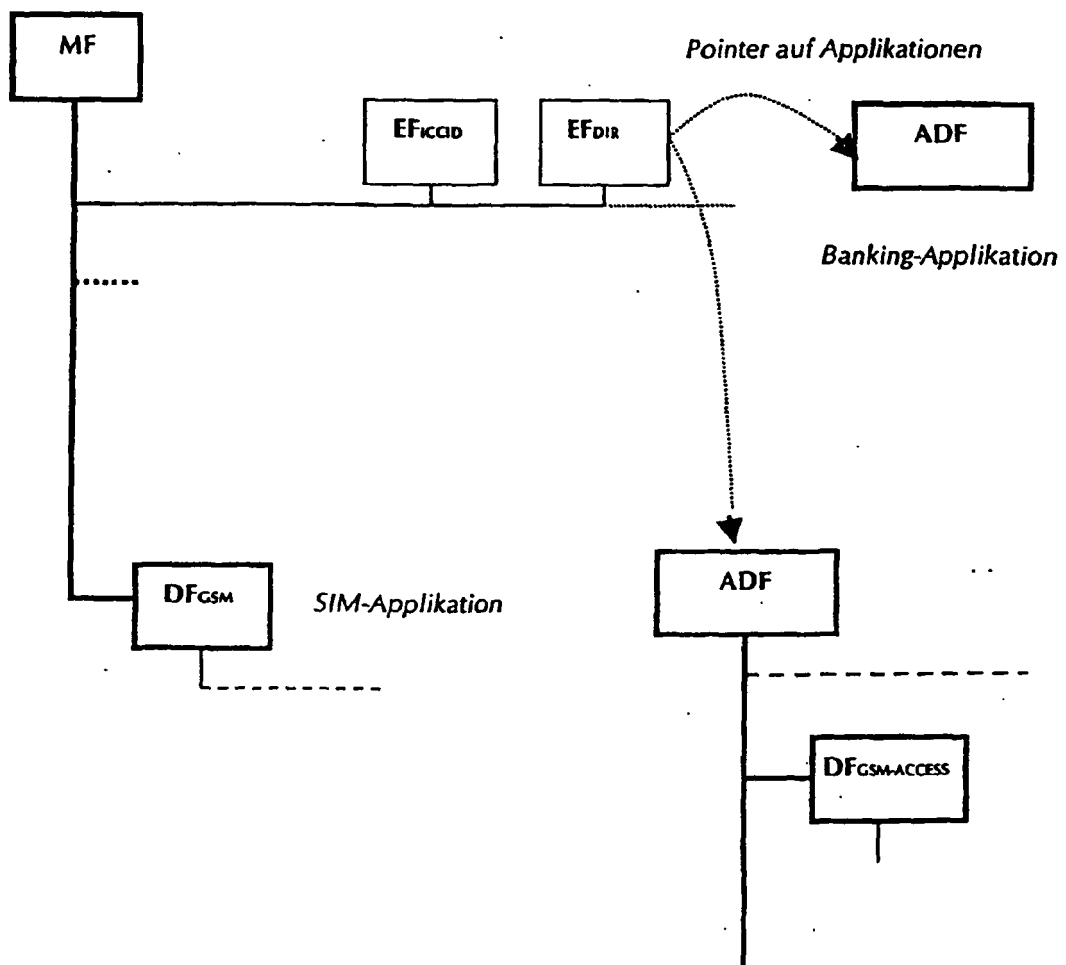 MF
Pointer auf Applikationen
EFICCID
EFDIR
ADF
Banking-Applikation
DFGSM
SIM-Applikation
ADF
DFGSM-ACCESS